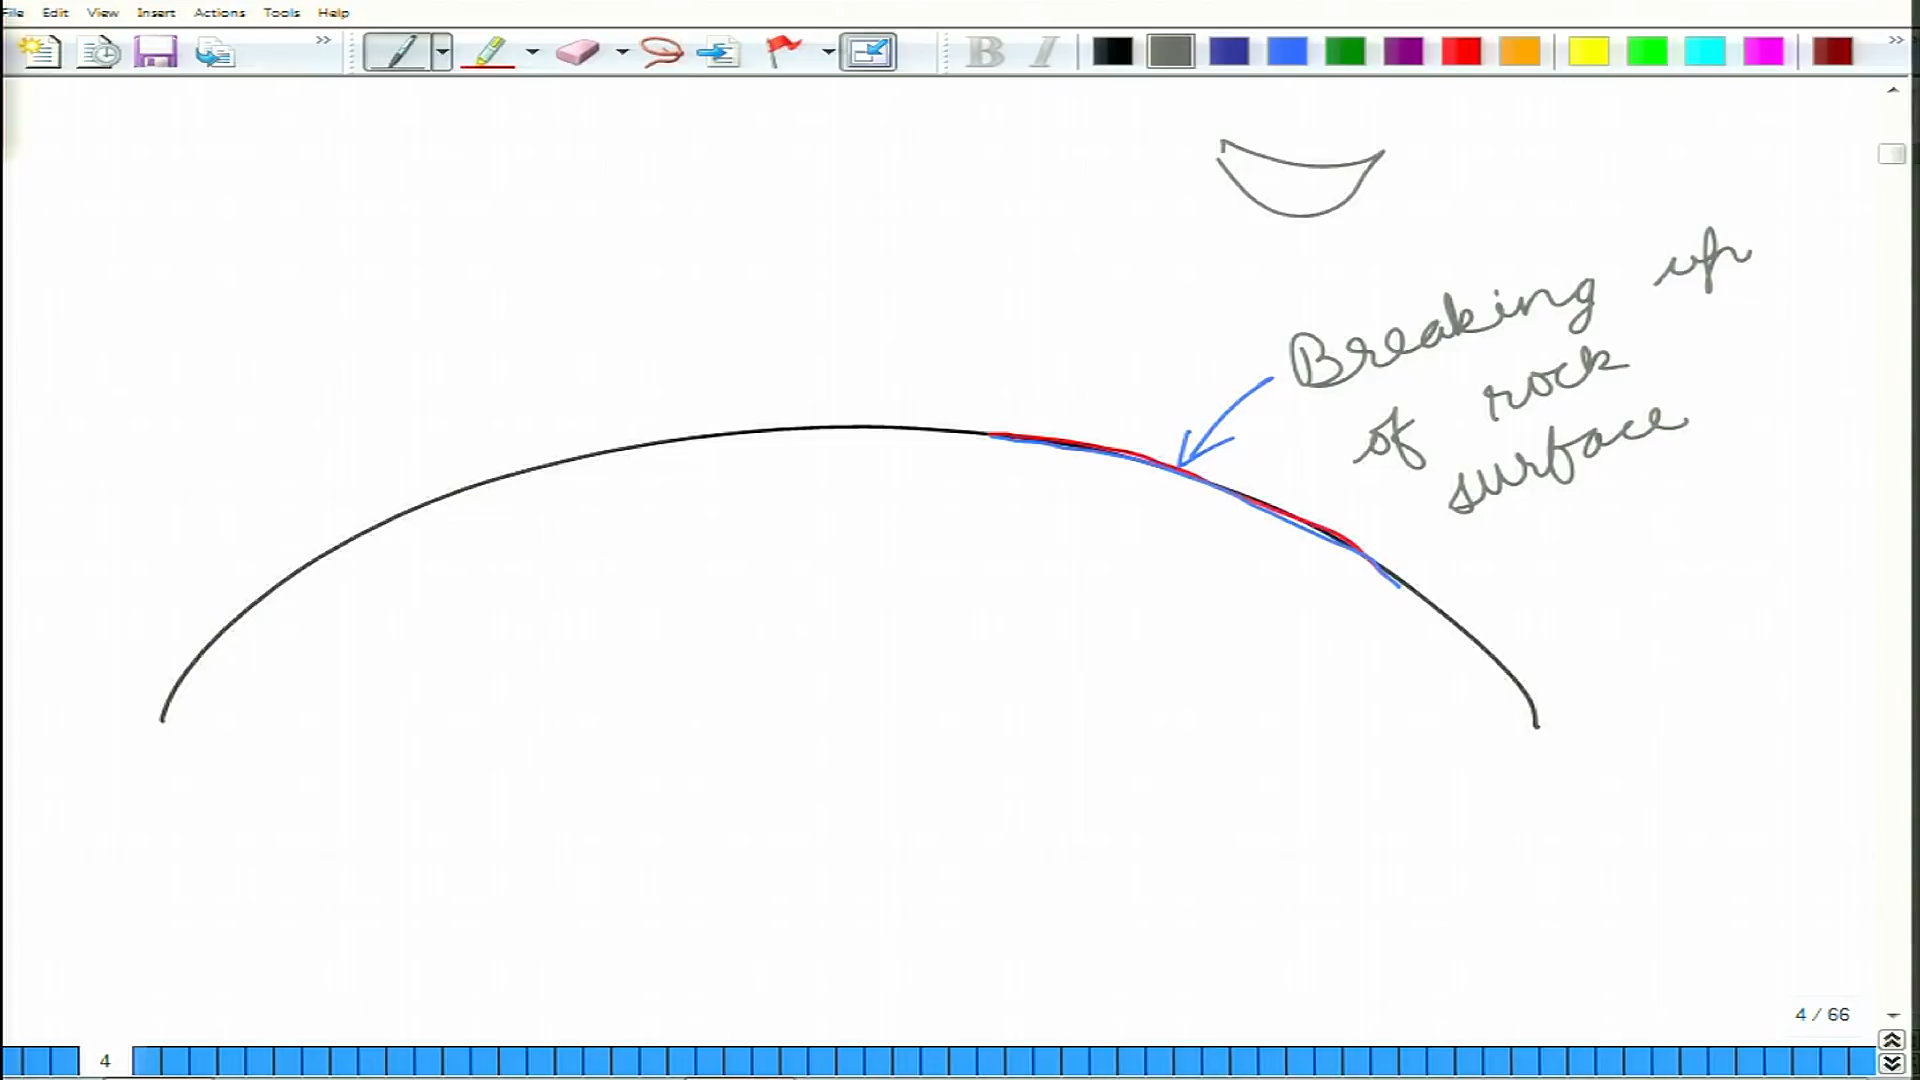 File Edit View Insert Actions Tools Help
B I
Breaking up
of rock
surface
4 / 66
4